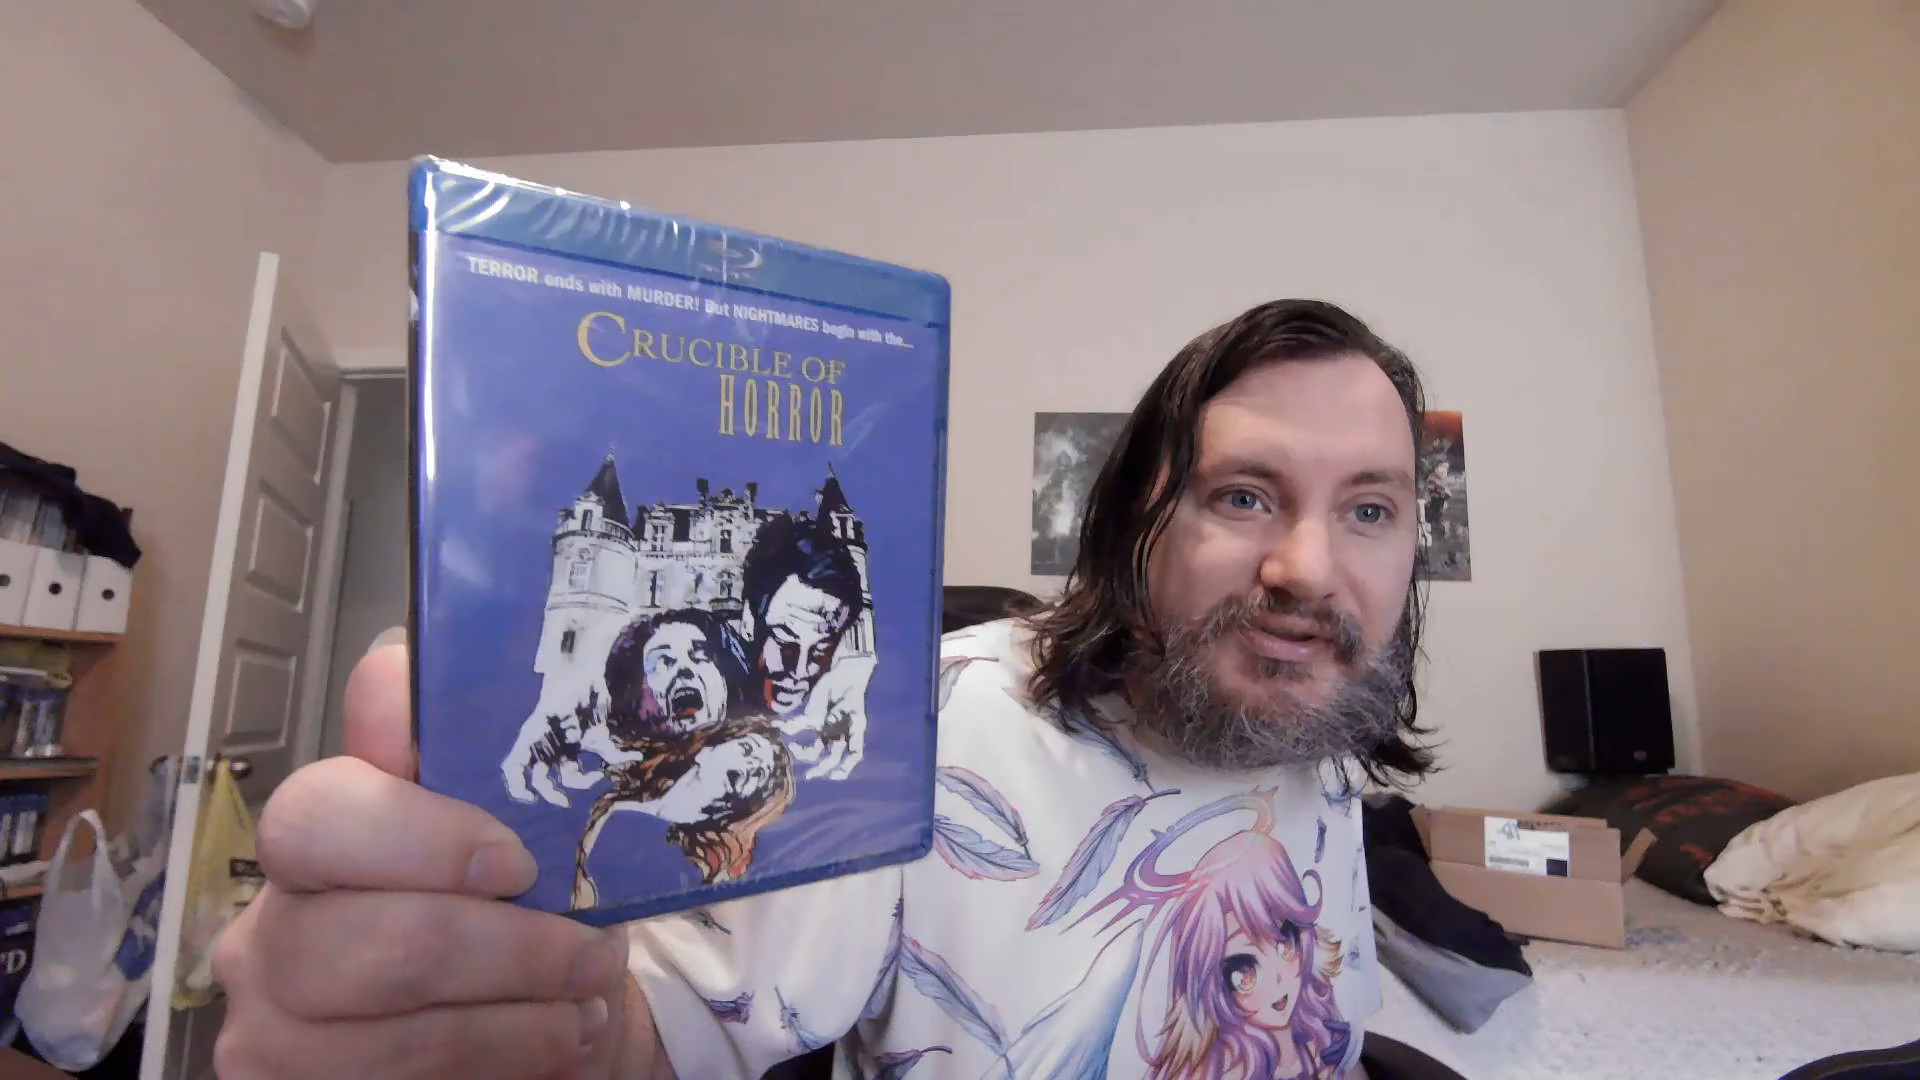 TERROR ends with MURDER! But NIGHTMARES begin with the...
CRUCIBLE OF
HORROR